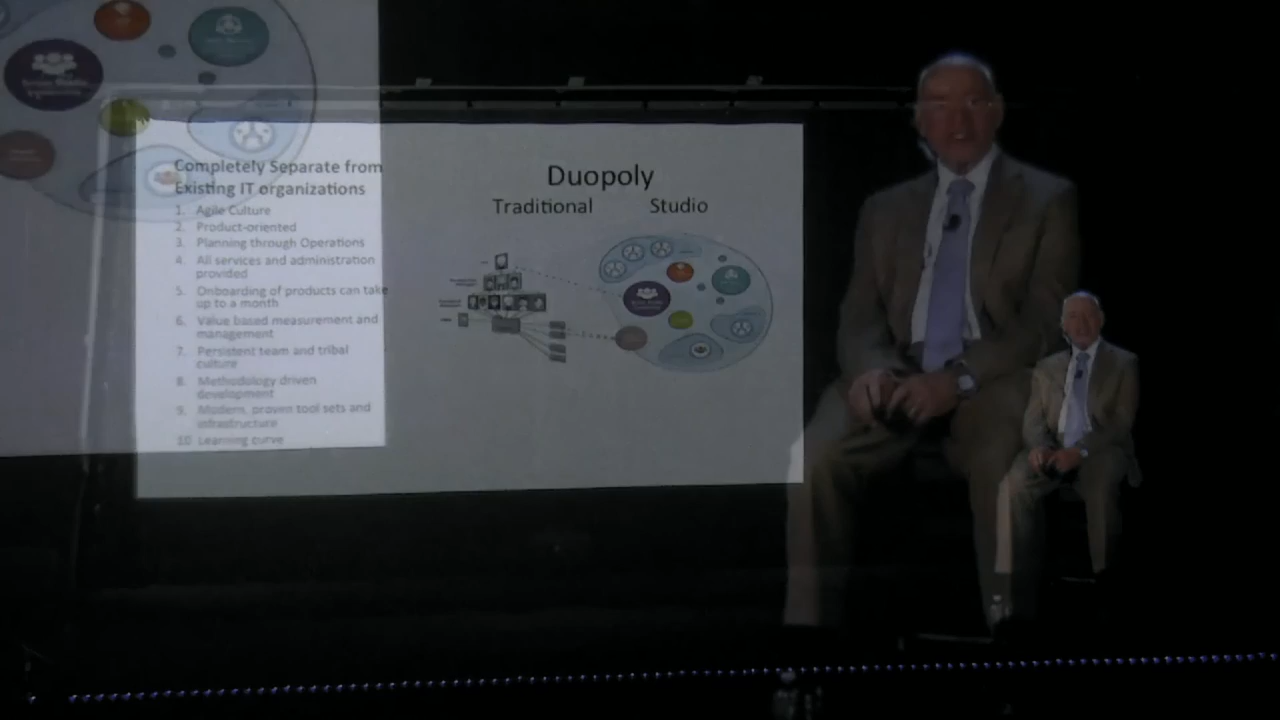 Completely Separate from
Existing IT organizations
1. Agile Culture
2. Product-oriented
3. Planning through Operations
4. All services and administration
provided
5. Onboarding of products can take
up to a month
6. Value based measurement and
management
7. Persistent team and tribal
culture
8. Methodology driven
development
9. Modern, proven tool sets and
infrastructure
10 Learning curve
Duopoly
Traditional Studio